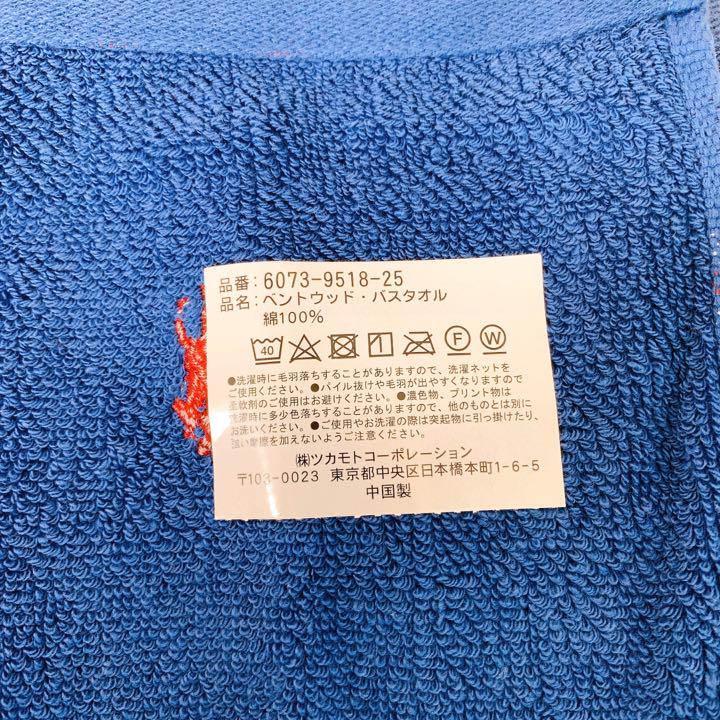 品番：6073-9518-25
品名：ベントウッド・バスタオル
綿100%
40 F W
●洗濯時に毛羽落ちすることがありますので、洗濯ネットを
ご使用ください。●パイル抜けや毛羽が出やすくなりますので
柔軟剤のご使用はお避けください。●濃色物、プリント物は
洗濯時に多少色落ちすることがありますので、他のものとは別に
お洗いください。●ご使用やお洗濯の際は突起物に引っ掛けたり、
強い摩擦を加えないようご注意ください。
㈱ツカモトコーポレーション
〒103-0023 東京都中央区日本橋本町1-6-5
中国製